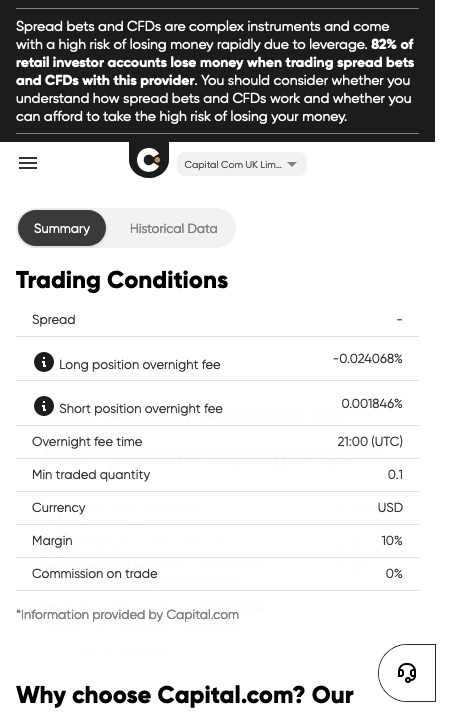 Spread bets and CFDs are complex instruments and come
with a high risk of losing money rapidly due to leverage. 82% of
retail investor accounts lose money when trading spread bets
and CFDs with this provider. You should consider whether you
understand how spread bets and CFDs work and whether you
can afford to take the high risk of losing your money.
Capital Com UK Lim...
Summary Historical Data
Trading Conditions
Spread -
Long position overnight fee -0.024068%
Short position overnight fee 0.001846%
Overnight fee time 21:00 (UTC)
Min traded quantity 0.1
Currency USD
Margin 10%
Commission on trade 0%
*Information provided by Capital.com
Why choose Capital.com? Our